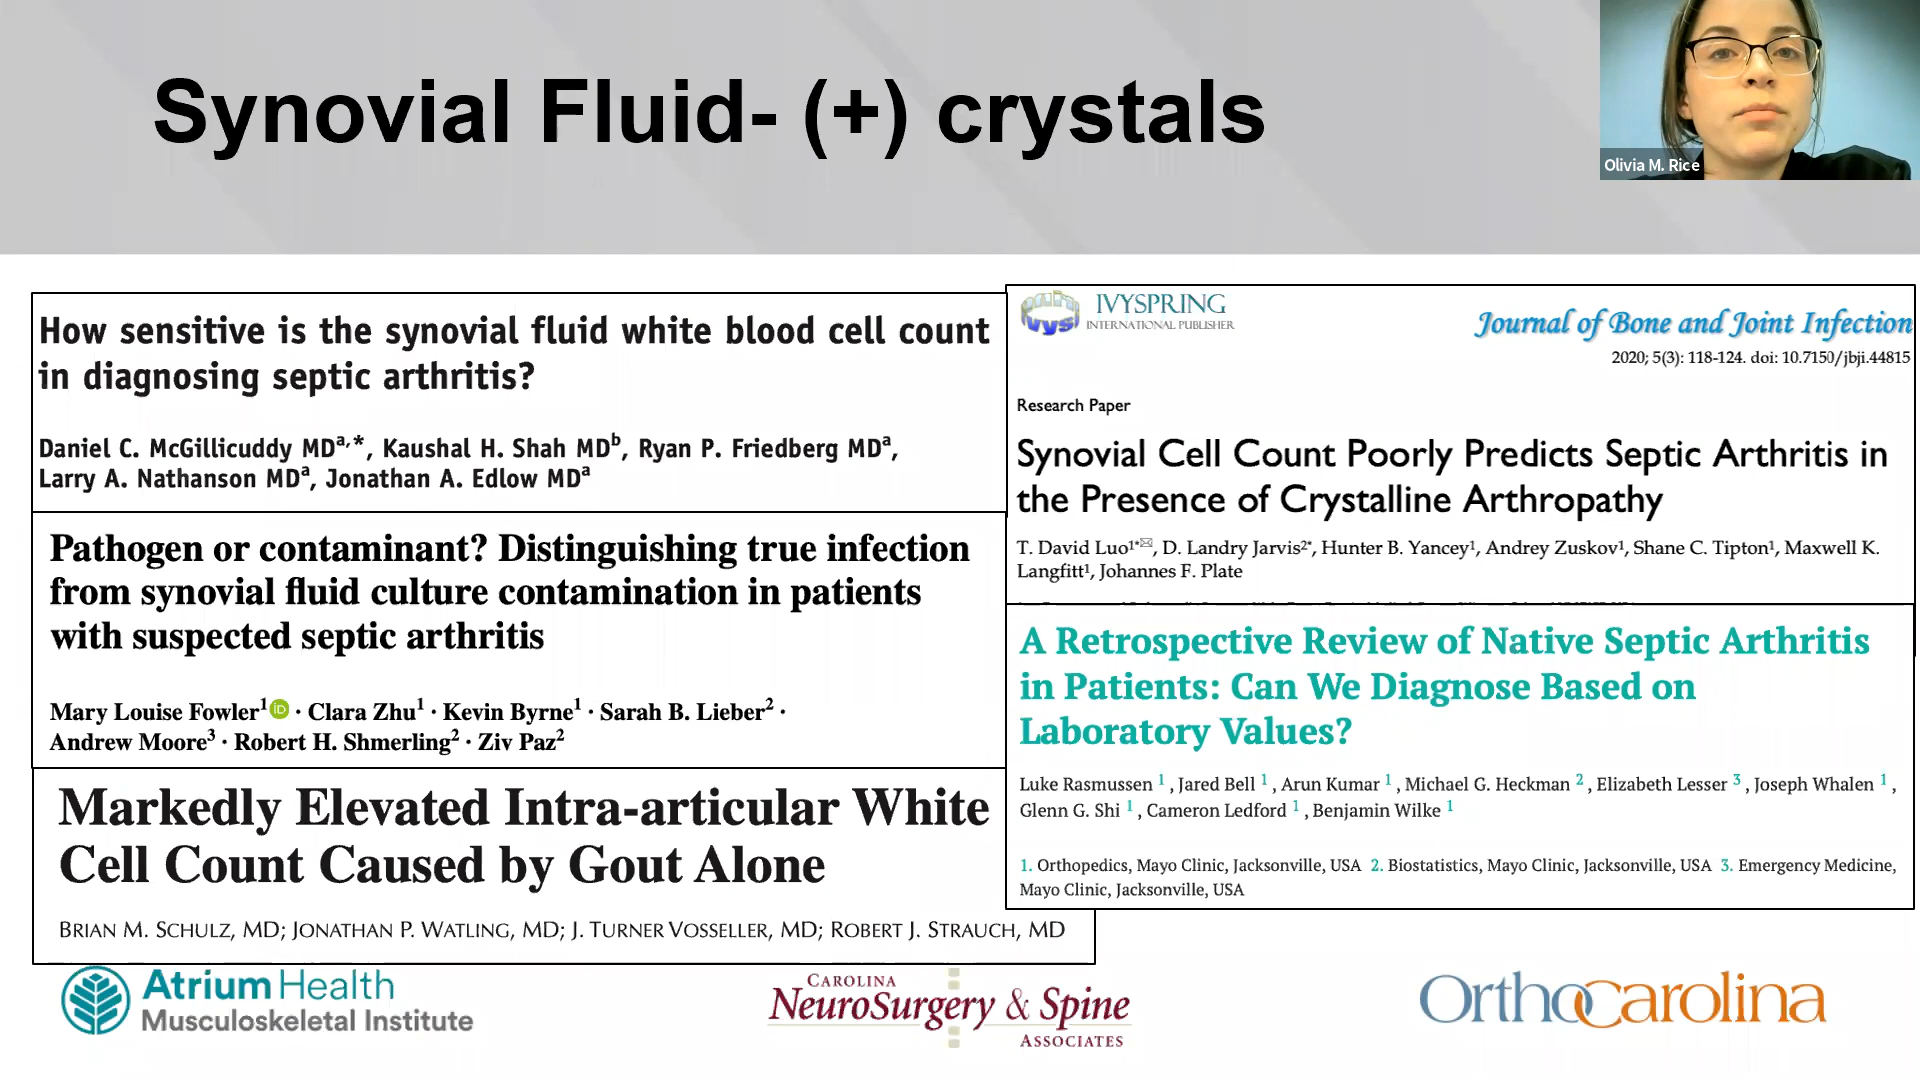 Synovial Fluid- (+) crystals
Olivia M. Rice
How sensitive is the synovial fluid white blood cell count
in diagnosing septic arthritis?
Daniel C. McGillicuddy MDa,*, Kaushal H. Shah MDb, Ryan P. Friedberg MDa,
Larry A. Nathanson MDa, Jonathan A. Edlow MDa
Pathogen or contaminant? Distinguishing true infection
from synovial fluid culture contamination in patients
with suspected septic arthritis
Mary Louise Fowler1 iD · Clara Zhu1 · Kevin Byrne1 · Sarah B. Lieber2 ·
Andrew Moore3 · Robert H. Shmerling2 · Ziv Paz2
Markedly Elevated Intra-articular White
Cell Count Caused by Gout Alone
BRIAN M. SCHULZ, MD; JONATHAN P. WATLING, MD; J. TURNER VOSSELLER, MD; ROBERT J. STRAUCH, MD
IVYSPRING
INTERNATIONAL PUBLISHER
Journal of Bone and Joint Infection
2020; 5(3): 118-124. doi: 10.7150/jbji.44815
Research Paper
Synovial Cell Count Poorly Predicts Septic Arthritis in
the Presence of Crystalline Arthropathy
T. David Luo1*✉, D. Landry Jarvis2*, Hunter B. Yancey1, Andrey Zuskov1, Shane C. Tipton1, Maxwell K.
Langfitt1, Johannes F. Plate
A Retrospective Review of Native Septic Arthritis
in Patients: Can We Diagnose Based on
Laboratory Values?
Luke Rasmussen 1 , Jared Bell 1 , Arun Kumar 1 , Michael G. Heckman 2 , Elizabeth Lesser 3 , Joseph Whalen 1 ,
Glenn G. Shi 1 , Cameron Ledford 1 , Benjamin Wilke 1
1. Orthopedics, Mayo Clinic, Jacksonville, USA 2. Biostatistics, Mayo Clinic, Jacksonville, USA 3. Emergency Medicine,
Mayo Clinic, Jacksonville, USA
Atrium Health
Musculoskeletal Institute
CAROLINA
NEUROSURGERY & SPINE
ASSOCIATES
OrthoCarolina